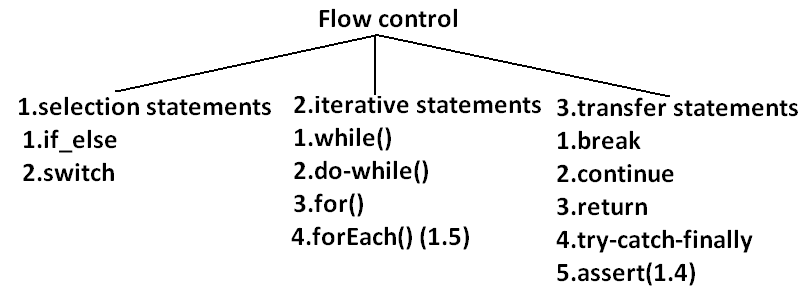 Flow control
1.selection statements
1.if_else
2.switch
2.iterative statements
1.while()
2.do-while()
3.for()
4.forEach() (1.5)
3.transfer statements
1.break
2.continue
3.return
4.try-catch-finally
5.assert(1.4)